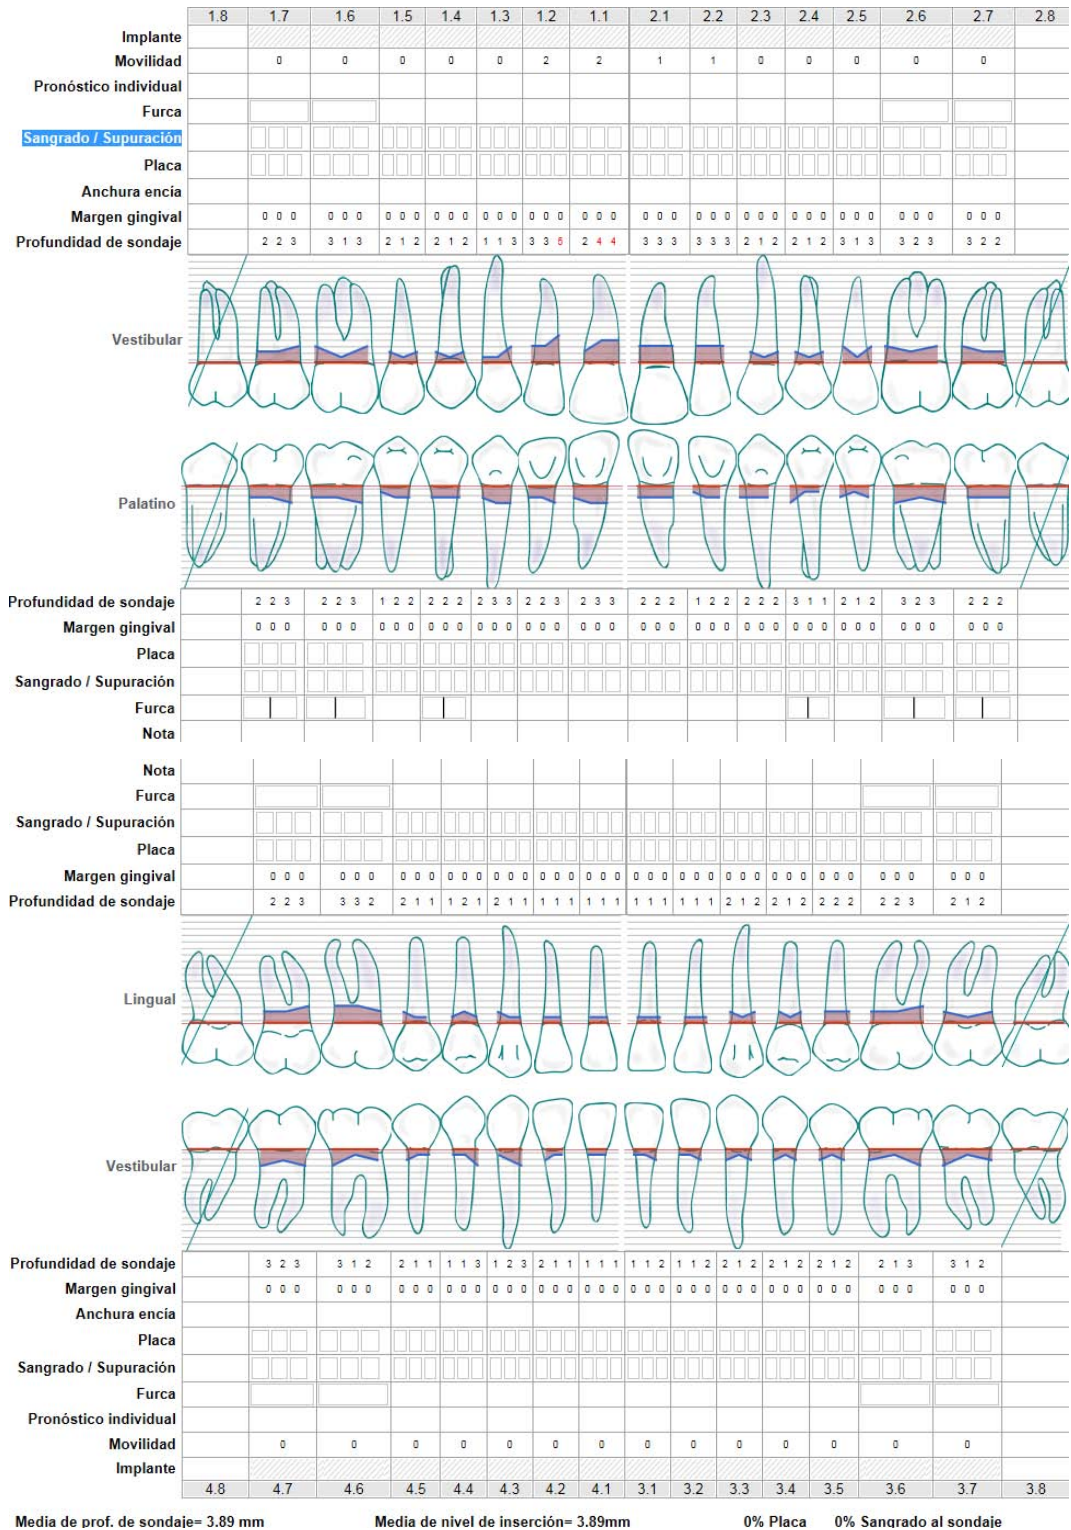 1.8 1.7 1.6 1.5 1.4 1.3 1.2 1.1 2.1 2.2 2.3 2.4 2.5 2.6 2.7 2.8
Implante
Movilidad 0 0 0 0 0 2 2 1 1 0 0 0 0 0
Pronóstico individual
Furca
Sangrado / Supuración
Placa
Anchura encía
Margen gingival 0 0 0 0 0 0 0 0 0 0 0 0 0 0 0 0 0 0 0 0 0 0 0 0 0 0 0 0 0 0 0 0 0 0 0 0 0 0 0 0 0 0
Profundidad de sondaje 2 2 3 3 1 3 2 1 2 2 1 2 1 1 3 3 3 5 2 4 4 3 3 3 3 3 3 2 1 2 2 1 2 3 1 3 3 2 3 3 2 2
Vestibular
Palatino
Profundidad de sondaje 2 2 3 2 2 3 1 2 2 2 2 2 2 3 3 2 2 3 2 3 3 2 2 2 1 2 2 2 2 2 3 1 1 2 1 2 3 2 3 2 2 2
Margen gingival 0 0 0 0 0 0 0 0 0 0 0 0 0 0 0 0 0 0 0 0 0 0 0 0 0 0 0 0 0 0 0 0 0 0 0 0 0 0 0 0 0 0
Placa
Sangrado / Supuración
Furca
Nota
Nota
Furca
Sangrado / Supuración
Placa
Margen gingival 0 0 0 0 0 0 0 0 0 0 0 0 0 0 0 0 0 0 0 0 0 0 0 0 0 0 0 0 0 0 0 0 0 0 0 0 0 0 0 0 0 0
Profundidad de sondaje 2 2 3 3 3 2 2 1 1 1 2 1 2 1 1 1 1 1 1 1 1 1 1 1 1 1 1 2 1 2 2 1 2 2 2 2 2 2 3 2 1 2
Lingual
Vestibular
Profundidad de sondaje 3 2 3 3 1 2 2 1 1 1 1 3 1 2 3 2 1 1 1 1 1 1 1 2 1 1 2 2 1 2 2 1 2 2 1 2 2 1 3 3 1 2
Margen gingival 0 0 0 0 0 0 0 0 0 0 0 0 0 0 0 0 0 0 0 0 0 0 0 0 0 0 0 0 0 0 0 0 0 0 0 0 0 0 0 0 0 0
Anchura encía
Placa
Sangrado / Supuración
Furca
Pronóstico individual
Movilidad 0 0 0 0 0 0 0 0 0 0 0 0 0 0
Implante
4.8 4.7 4.6 4.5 4.4 4.3 4.2 4.1 3.1 3.2 3.3 3.4 3.5 3.6 3.7 3.8
Media de prof. de sondaje= 3.89 mm Media de nivel de inserción= 3.89mm 0% Placa 0% Sangrado al sondaje